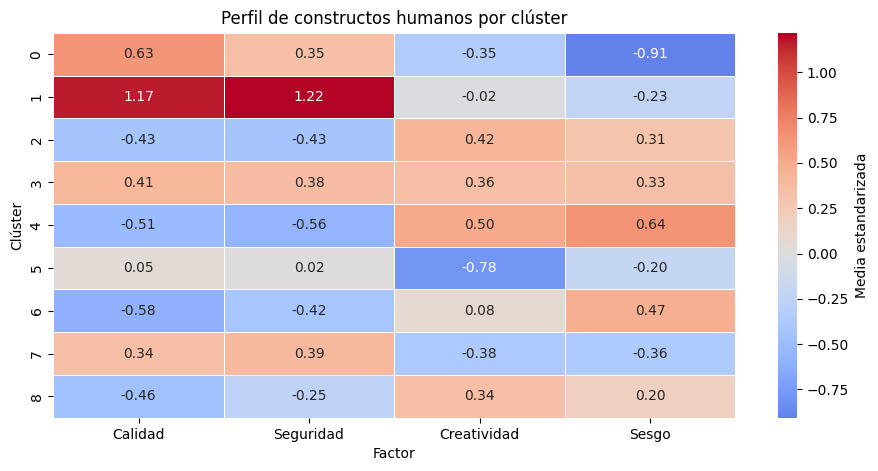 Perfil de constructos humanos por clúster
0 0.63 0.35 -0.35 -0.91
1 1.17 1.22 -0.02 -0.23
2 -0.43 -0.43 0.42 0.31
3 0.41 0.38 0.36 0.33
4 -0.51 -0.56 0.50 0.64
5 0.05 0.02 -0.78 -0.20
6 -0.58 -0.42 0.08 0.47
7 0.34 0.39 -0.38 -0.36
8 -0.46 -0.25 0.34 0.20
Clúster
Calidad Seguridad Creatividad Sesgo
Factor
1.00
0.75
0.50
0.25
0.00
−0.25
−0.50
−0.75
Media estandarizada